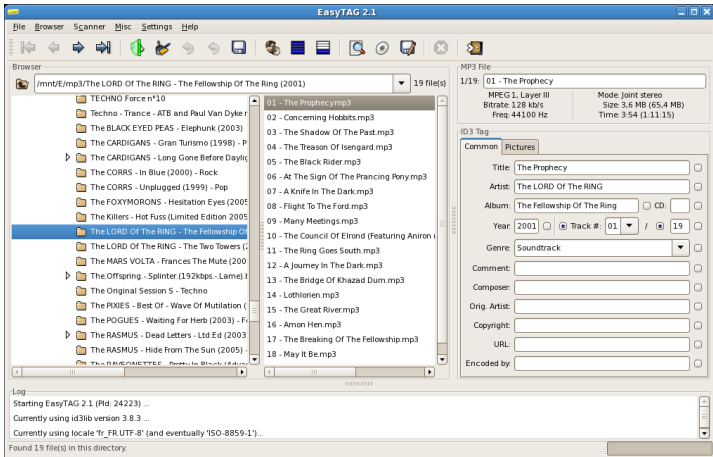 EasyTAG 2.1
File Browser Scanner Misc Settings Help
Browser
/mnt/E/mp3/The LORD Of The RING - The Fellowship Of The Ring (2001) 19 file(s)
TECHNO Force n°10
Techno - Trance - ATB and Paul Van Dyke r
The BLACK EYED PEAS - Elephunk (2003)
The CARDIGANS - Gran Turismo (1998) - P
The CARDIGANS - Long Gone Before Daylig
The CORRS - In Blue (2000) - Rock
The CORRS - Unplugged (1999) - Pop
The FOXYMORONS - Hesitation Eyes (2005
The Killers - Hot Fuss (Limited Edition 2005
The LORD Of The RING - The Fellowship Of
The LORD Of The RING - The Two Towers (2
The MARS VOLTA - Frances The Mute (200
The Offspring.-.Splinter.(192kbps.-.Lame).b
The Original Session S - Techno
The PIXIES - Best Of - Wave Of Mutilation (
The POGUES - Waiting For Herb (2003) - Fo
The RASMUS - Dead Letters - Ltd.Ed (2003
The RASMUS - Hide From The Sun (2005) -
The RAVEONETTES - Pretty In Black (Advan
01 - The Prophecy.mp3
02 - Concerning Hobbits.mp3
03 - The Shadow Of The Past.mp3
04 - The Treason Of Isengard.mp3
05 - The Black Rider.mp3
06 - At The Sign Of The Prancing Pony.mp3
07 - A Knife In The Dark.mp3
08 - Flight To The Ford.mp3
09 - Many Meetings.mp3
10 - The Council Of Elrond (Featuring Aniron (
11 - The Ring Goes South.mp3
12 - A Journey In The Dark.mp3
13 - The Bridge Of Khazad Dum.mp3
14 - Lothlorien.mp3
15 - The Great River.mp3
16 - Amon Hen.mp3
17 - The Breaking Of The Fellowship.mp3
18 - May It Be.mp3
MP3 File
1/19: 01 - The Prophecy
MPEG 1, Layer III Mode: Joint stereo
Bitrate: 128 kb/s Size: 3,6 MB (65,4 MB)
Freq: 44100 Hz Time: 3:54 (1:11:15)
ID3 Tag
Common Pictures
Title: The Prophecy
Artist: The LORD Of The RING
Album: The Fellowship Of The Ring CD:
Year: 2001 Track #: 01 / 19
Genre: Soundtrack
Comment:
Composer:
Orig. Artist:
Copyright:
URL:
Encoded by:
Log
Starting EasyTAG 2.1 (PId: 24223) ...
Currently using id3lib version 3.8.3 ...
Currently using locale 'fr_FR.UTF-8' (and eventually 'ISO-8859-1')...
Found 19 file(s) in this directory.